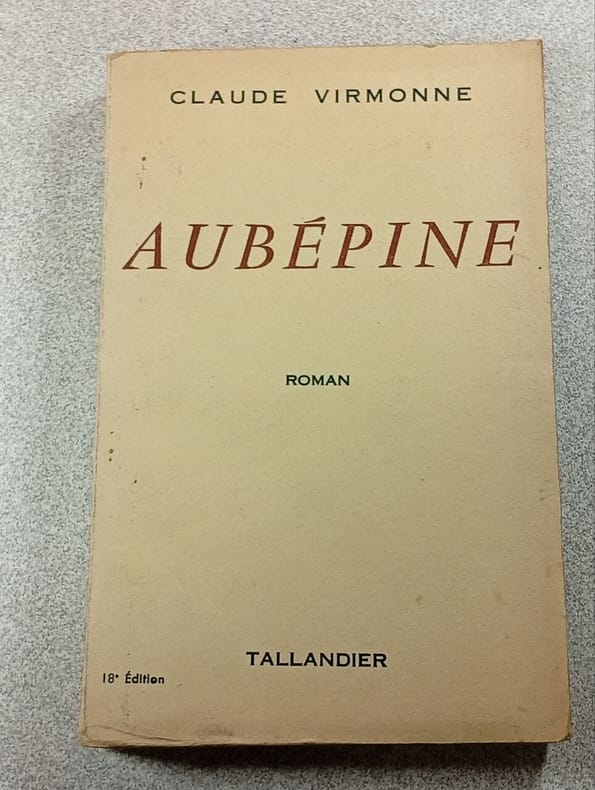 CLAUDE VIRMONNE
AUBÉPINE
ROMAN
TALLANDIER
18e Édition